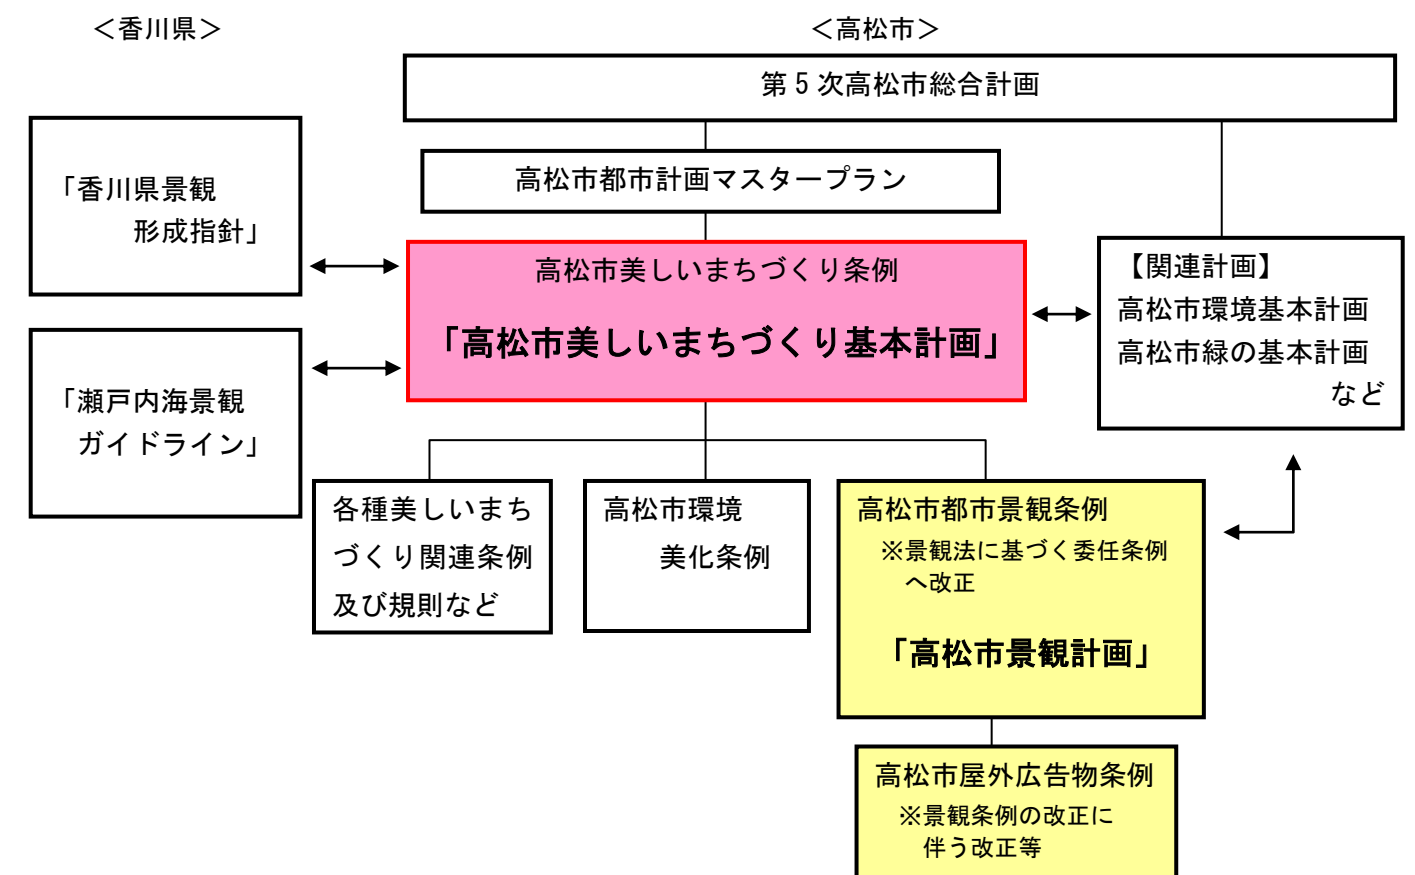 ＜香川県＞
＜高松市＞
第5次高松市総合計画
高松市都市計画マスタープラン
「香川県景観
形成指針」
「瀬戸内海景観
ガイドライン」
高松市美しいまちづくり条例
「高松市美しいまちづくり基本計画」
【関連計画】
高松市環境基本計画
高松市緑の基本計画
など
各種美しいまち
づくり関連条例
及び規則など
高松市環境
美化条例
高松市都市景観条例
※景観法に基づく委任条例
へ改正
「高松市景観計画」
高松市屋外広告物条例
※景観条例の改正に
伴う改正等